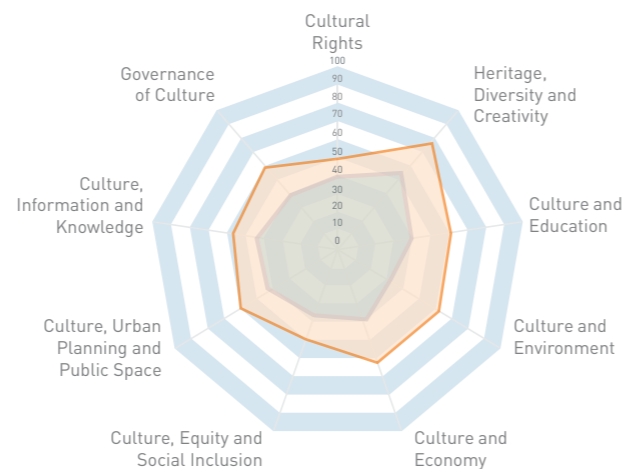 Cultural
Rights
100
90
80
70
60
50
40
30
20
10
0
Heritage,
Diversity and
Creativity
Culture and
Education
Culture and
Environment
Culture and
Economy
Culture, Equity and
Social Inclusion
Culture, Urban
Planning and
Public Space
Culture,
Information and
Knowledge
Governance
of Culture